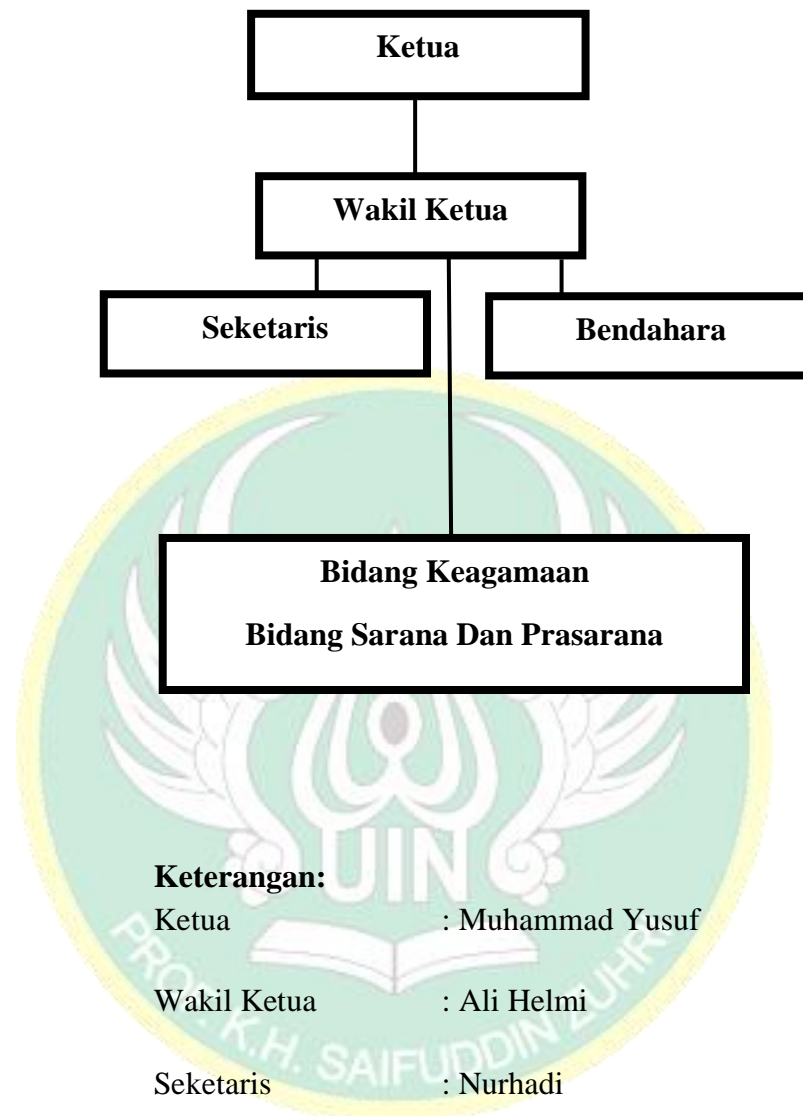 Ketua
Wakil Ketua
Seketaris
Bendahara
Bidang Keagamaan
Bidang Sarana Dan Prasarana
UIN
Keterangan:
Ketua : Muhammad Yusuf
Wakil Ketua : Ali Helmi
Seketaris : Nurhadi
PROF. K.H. SAIFUDDIN ZUHRI